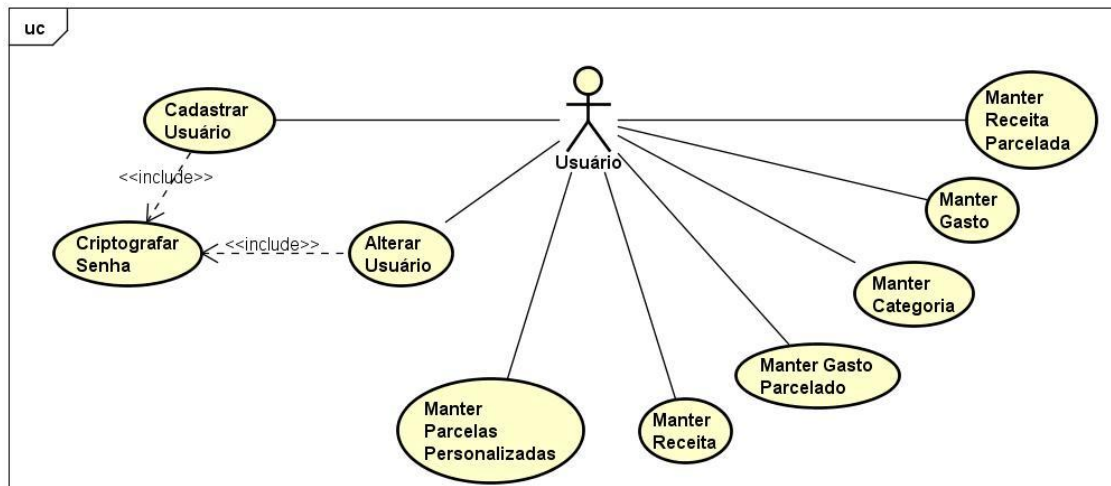 uc
Cadastrar
Usuário
<<include>>
Criptografar
Senha
<<include>>
Alterar
Usuário
Usuário
Manter
Receita
Parcelada
Manter
Gasto
Manter
Categoria
Manter Gasto
Parcelado
Manter
Receita
Manter
Parcelas
Personalizadas